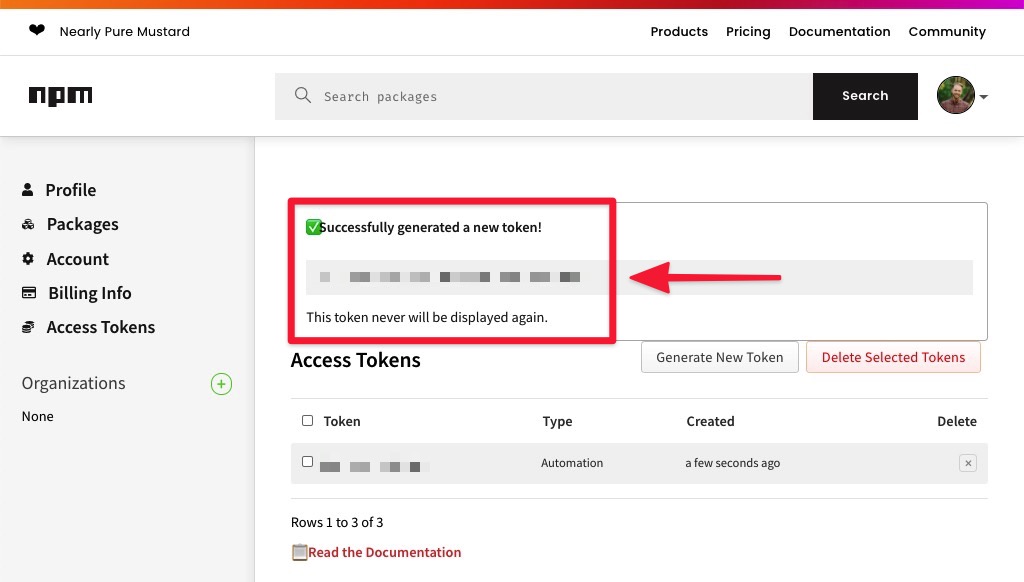 Nearly Pure Mustard
Products Pricing Documentation Community
npm
Search packages
Search
Profile
Packages
Account
Billing Info
Access Tokens
Organizations
None
Successfully generated a new token!
This token never will be displayed again.
Access Tokens
Generate New Token
Delete Selected Tokens
Token Type Created Delete
Automation a few seconds ago ×
Rows 1 to 3 of 3
Read the Documentation